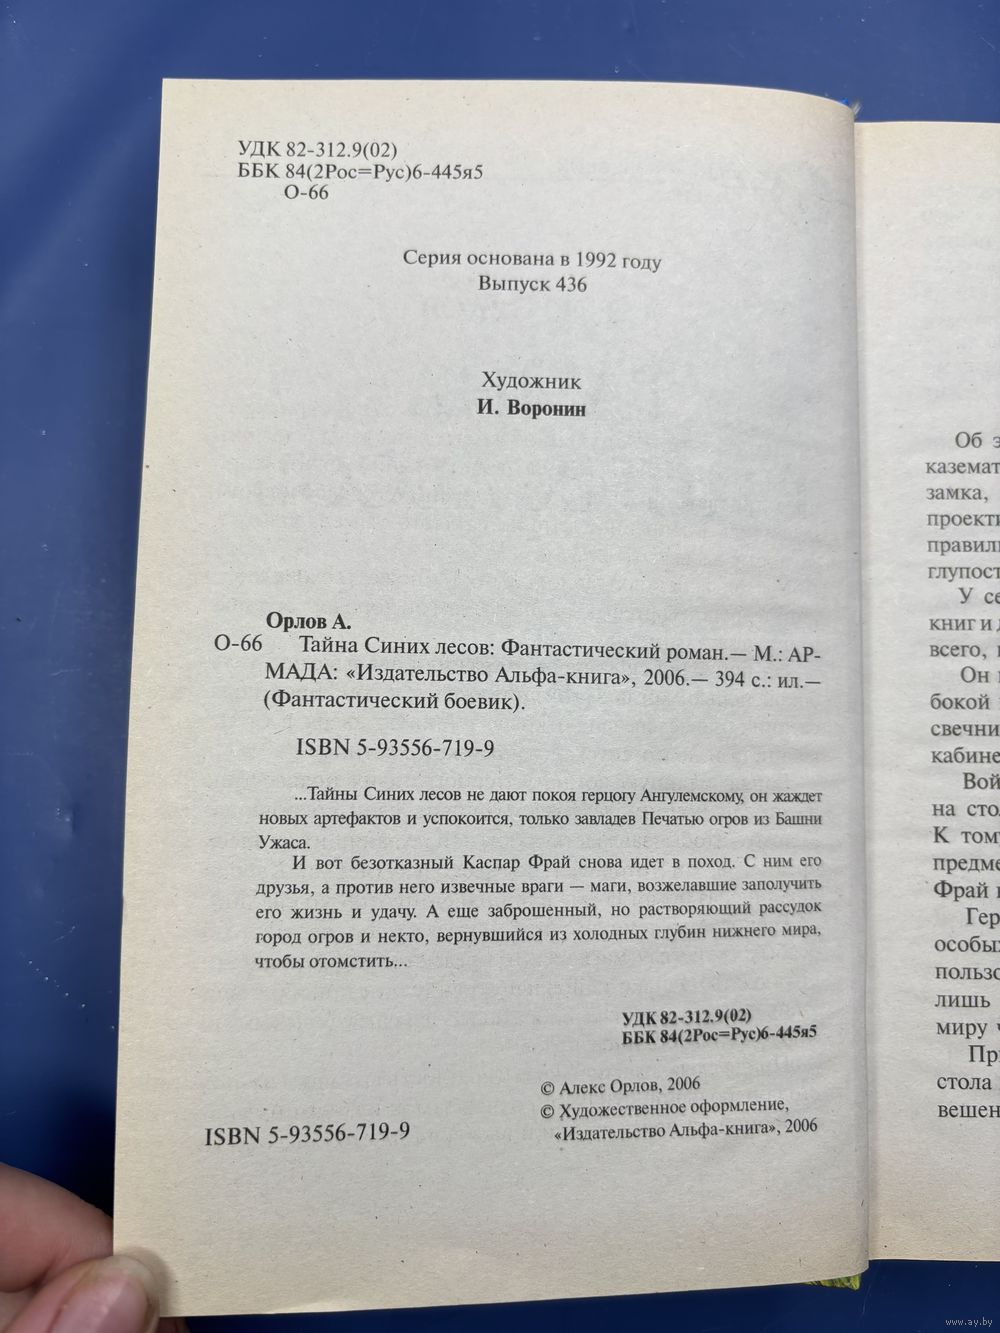 УДК 82-312.9(02)
ББК 84(2Рос=Рус)6-445я5
О-66
Серия основана в 1992 году
Выпуск 436
Художник
И. Воронин
Орлов А.
О-66 Тайна Синих лесов: Фантастический роман.— М.: АР-
МАДА: «Издательство Альфа-книга», 2006.— 394 с.: ил.—
(Фантастический боевик).
ISBN 5-93556-719-9
...Тайны Синих лесов не дают покоя герцогу Ангулемскому, он жаждет
новых артефактов и успокоится, только завладев Печатью огров из Башни
Ужаса.
И вот безотказный Каспар Фрай снова идет в поход. С ним его
друзья, а против него извечные враги — маги, возжелавшие заполучить
его жизнь и удачу. А еще заброшенный, но растворяющий рассудок
город огров и некто, вернувшийся из холодных глубин нижнего мира,
чтобы отомстить...
УДК 82-312.9(02)
ББК 84(2Рос=Рус)6-445я5
© Алекс Орлов, 2006
© Художественное оформление,
«Издательство Альфа-книга», 2006
ISBN 5-93556-719-9
Об
каземат
замка,
проекти
правил
глупост
У се
книг и
всего,
Он
бокой
свечни
кабине
Вой
на стол
К том
предме
Фрай
Гер
особы
пользо
лишь
миру
При
стола
вешен
www.ay.by